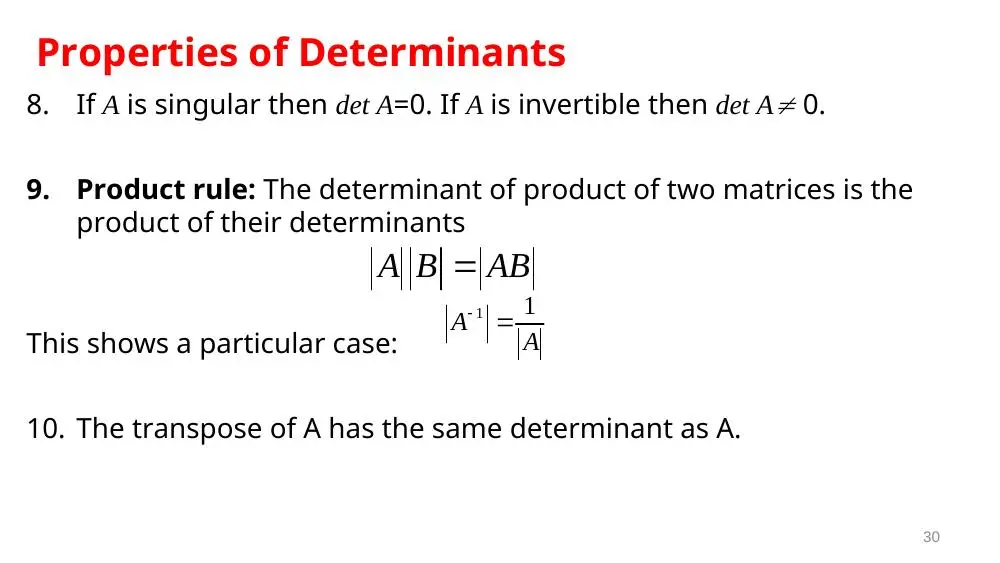 Properties of Determinants
8. If A is singular then det A=0. If A is invertible then det A ≠ 0.
9. Product rule: The determinant of product of two matrices is the
product of their determinants
|A||B| = |AB|
This shows a particular case: |A⁻¹| = 1/|A|
10. The transpose of A has the same determinant as A.
30